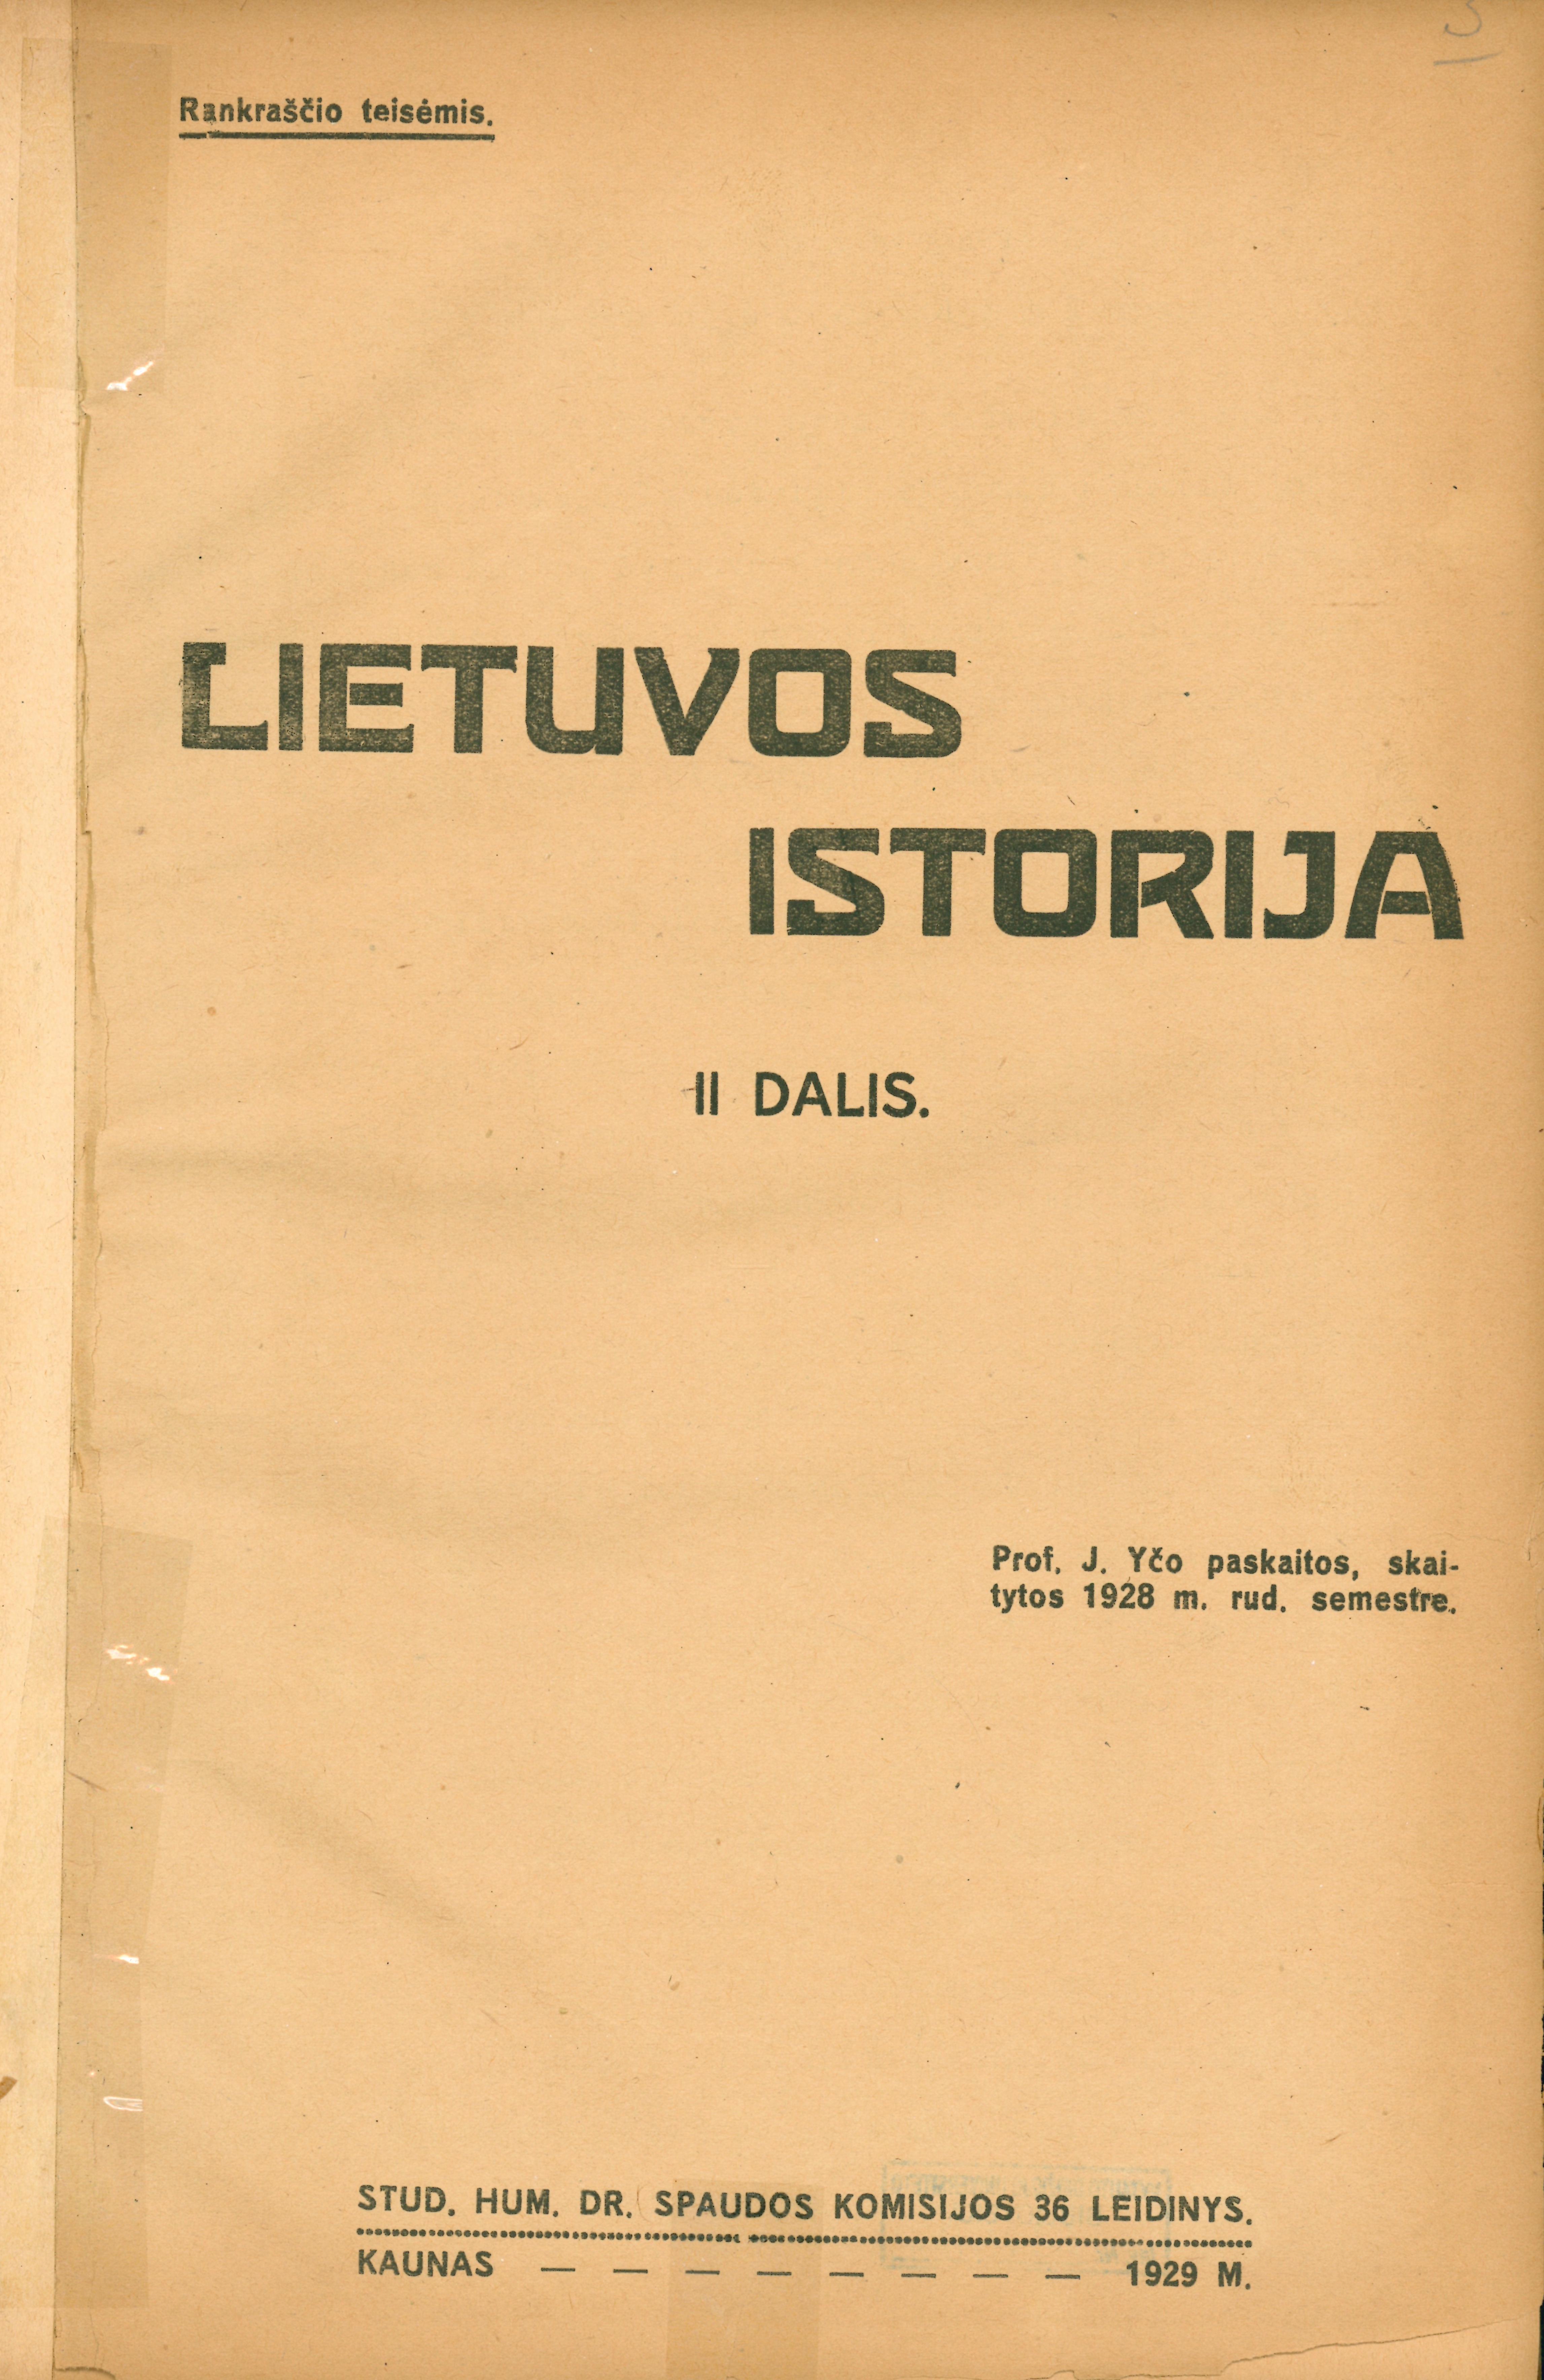 Rankraščio teisėmis.
LIETUVOS
ISTORIJA
II DALIS.
Prof. J. Yčo paskaitos, skai-
tytos 1928 m. rud. semestre.
STUD. HUM. DR. SPAUDOS KOMISIJOS 36 LEIDINYS.
KAUNAS — — — — — — — — 1929 M.